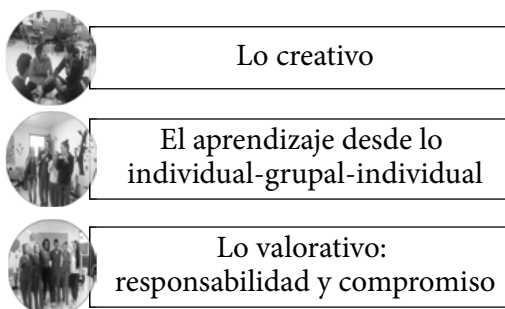 Lo creativo
El aprendizaje desde lo
individual-grupal-individual
Lo valorativo:
responsabilidad y compromiso